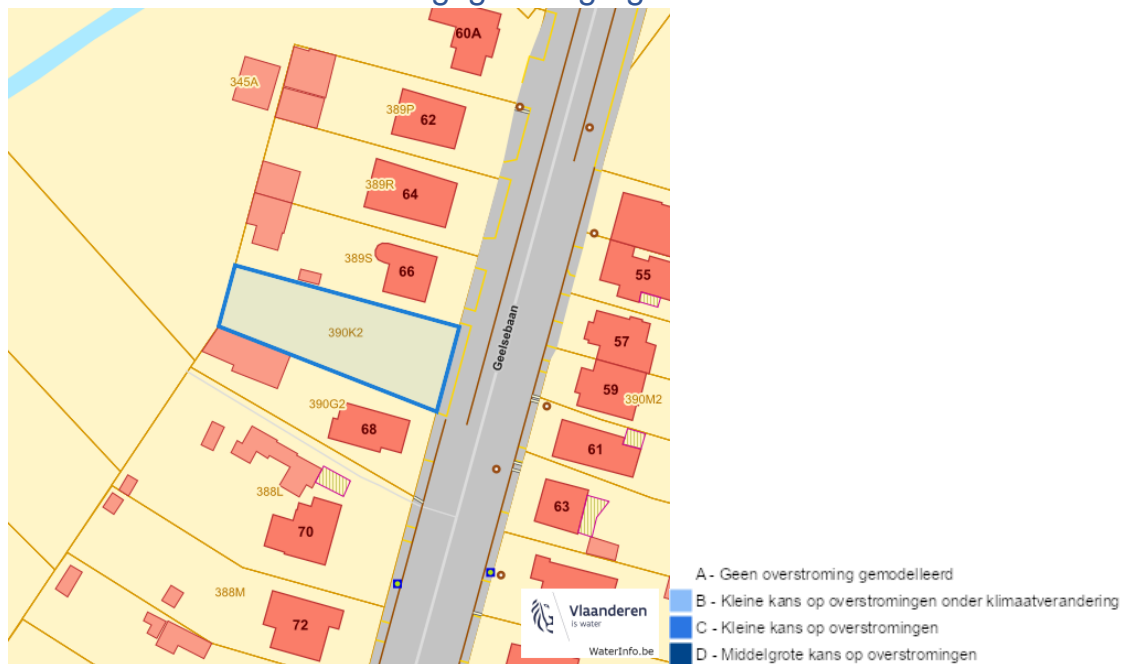 60A
345A
389P
62
389R
64
389S
66
55
390K2
Geelsebaan
57
59
390M2
390G2
68
61
388L
63
70
388M
72
Vlaanderen
is water
WaterInfo.be
A - Geen overstroming gemodelleerd
B - Kleine kans op overstromingen onder klimaatverandering
C - Kleine kans op overstromingen
D - Middelgrote kans op overstromingen